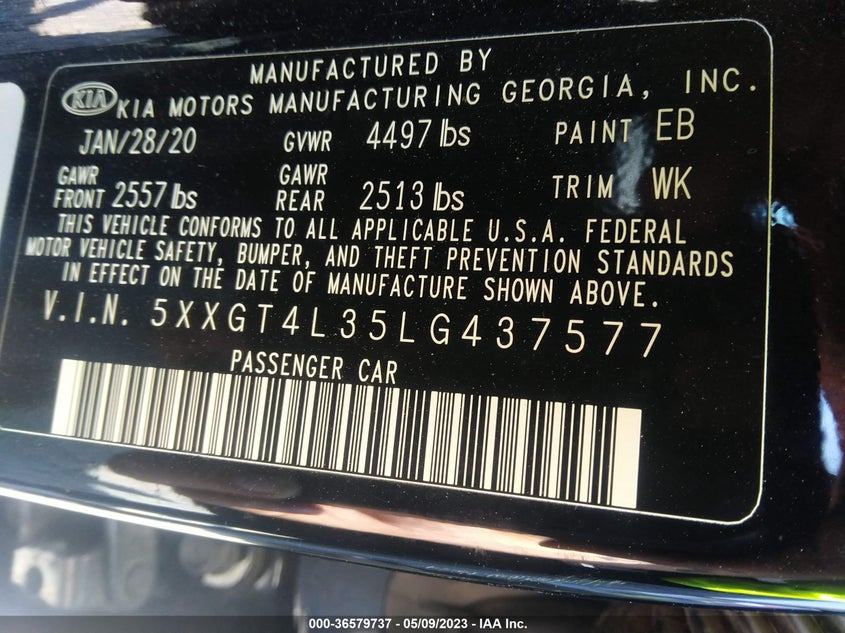 MANUFACTURED BY
KIA KIA MOTORS MANUFACTURING GEORGIA, INC.
JAN/28/20 GVWR 4497 lbs PAINT EB
GAWR FRONT 2557 lbs GAWR REAR 2513 lbs TRIM WK
THIS VEHICLE CONFORMS TO ALL APPLICABLE U.S.A. FEDERAL
MOTOR VEHICLE SAFETY, BUMPER, AND THEFT PREVENTION STANDARDS
IN EFFECT ON THE DATE OF MANUFACTURE SHOWN ABOVE.
V.I.N. 5XXGT4L35LG437577
PASSENGER CAR
000-36579737 - 05/09/2023 - IAA Inc.